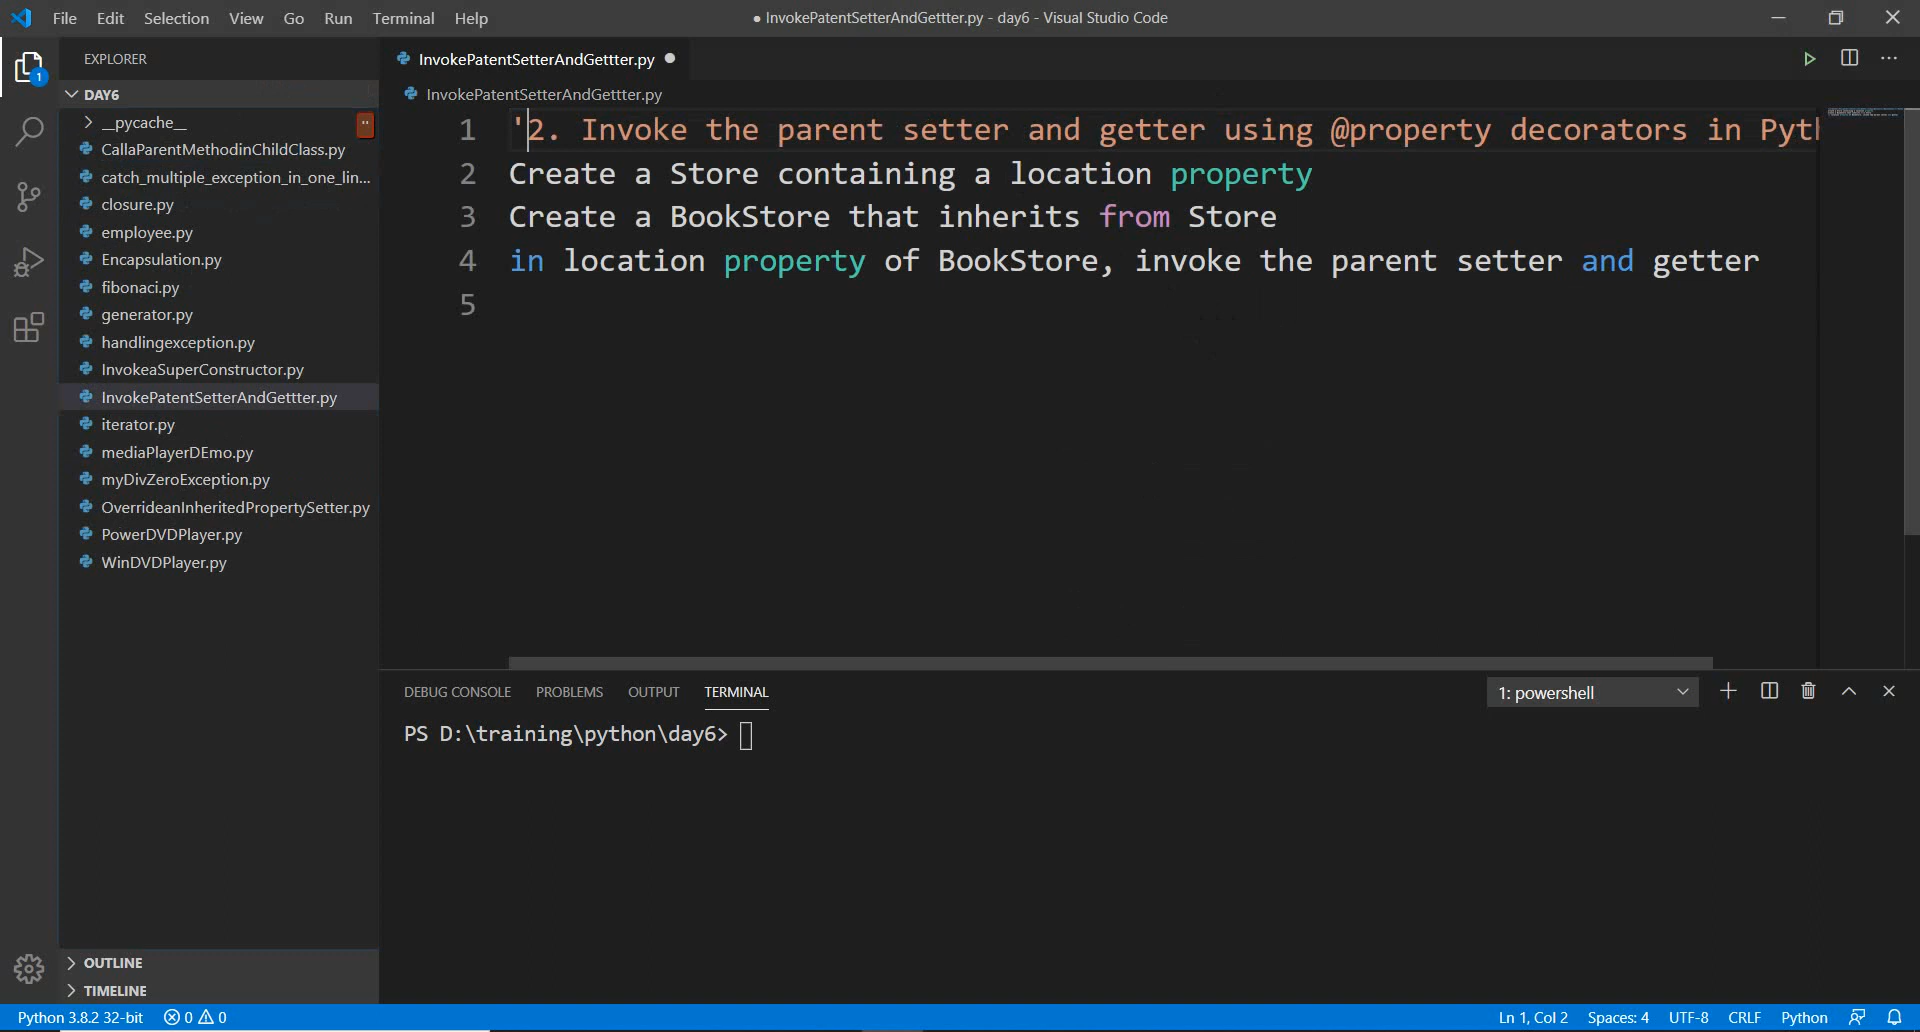 File Edit Selection View Go Run Terminal Help
● InvokePatentSetterAndGettter.py - day6 - Visual Studio Code
1
EXPLORER
DAY6
__pycache__
CallaParentMethodinChildClass.py
catch_multiple_exception_in_one_lin...
closure.py
employee.py
Encapsulation.py
fibonaci.py
generator.py
handlingexception.py
InvokeaSuperConstructor.py
InvokePatentSetterAndGettter.py
iterator.py
mediaPlayerDEmo.py
myDivZeroException.py
OverrideanInheritedPropertySetter.py
PowerDVDPlayer.py
WinDVDPlayer.py
OUTLINE
TIMELINE
InvokePatentSetterAndGettter.py
InvokePatentSetterAndGettter.py
1 '2. Invoke the parent setter and getter using @property decorators in Pyth
2 Create a Store containing a location property
3 Create a BookStore that inherits from Store
4 in location property of BookStore, invoke the parent setter and getter
5
DEBUG CONSOLE PROBLEMS OUTPUT TERMINAL 1: powershell
PS D:\training\python\day6>
Python 3.8.2 32-bit 0 0 Ln 1, Col 2 Spaces: 4 UTF-8 CRLF Python